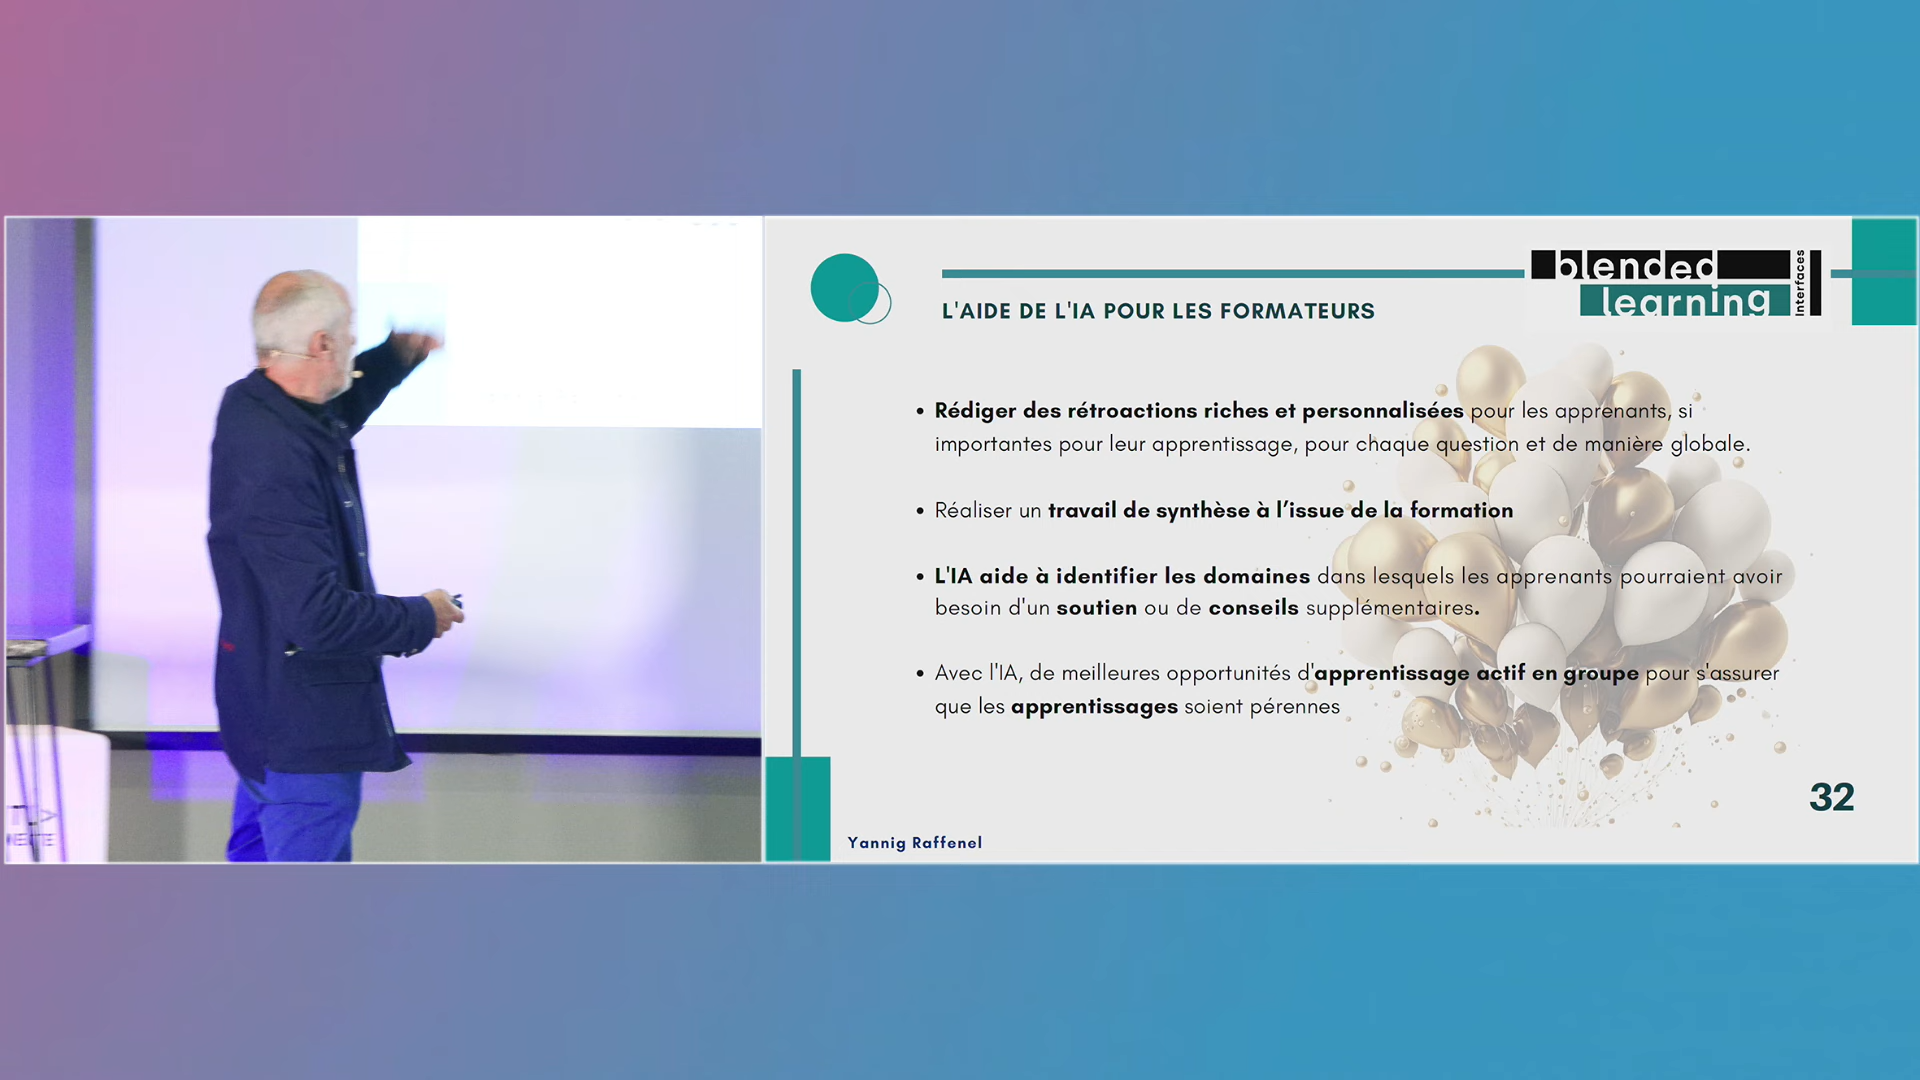 blended
learning
Interfaces
L'AIDE DE L'IA POUR LES FORMATEURS
• Rédiger des rétroactions riches et personnalisées pour les apprenants, si
importantes pour leur apprentissage, pour chaque question et de manière globale.
• Réaliser un travail de synthèse à l’issue de la formation
• L'IA aide à identifier les domaines dans lesquels les apprenants pourraient avoir
besoin d'un soutien ou de conseils supplémentaires.
• Avec l'IA, de meilleures opportunités d'apprentissage actif en groupe pour s'assurer
que les apprentissages soient pérennes
32
Yannig Raffenel